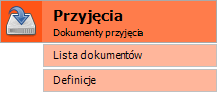 Przyjęcia
Dokumenty przyjęcia
Lista dokumentów
Definicje